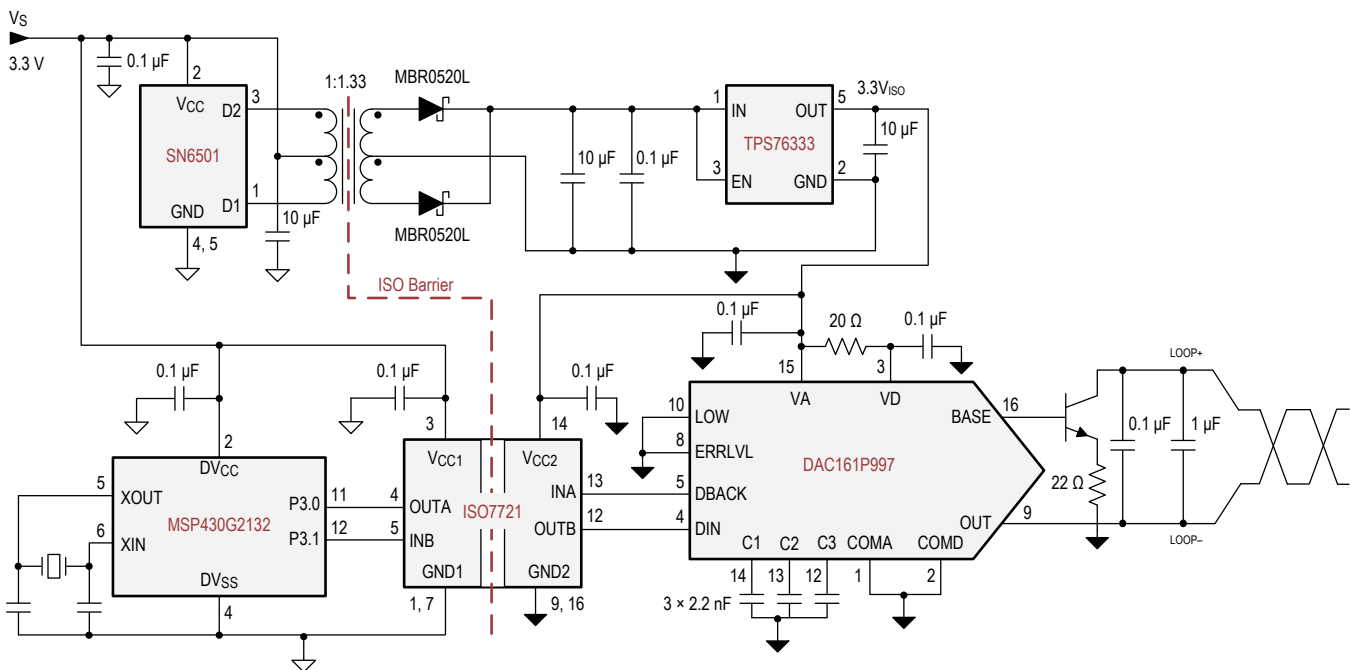 VS
3.3 V
0.1 µF
2
VCC
D2
3
SN6501
D1
1
GND
4, 5
10 µF
1:1.33
MBR0520L
MBR0520L
10 µF
0.1 µF
1
IN
OUT
5
TPS76333
3
EN
GND
2
3.3VISO
10 µF
ISO Barrier
0.1 µF
20 Ω
0.1 µF
0.1 µF
0.1 µF
0.1 µF
2
DVCC
5
XOUT
6
XIN
MSP430G2132
P3.0
11
P3.1
12
DVSS
4
3
14
VCC1
VCC2
4
OUTA
INA
13
ISO7721
5
INB
OUTB
12
GND1
GND2
1, 7
9, 16
15
3
VA
VD
10
LOW
8
ERRLVL
5
DBACK
4
DIN
DAC161P997
BASE
16
OUT
9
C1
C2
C3
COMA
COMD
14
13
12
1
2
3 × 2.2 nF
22 Ω
0.1 µF
1 µF
LOOP+
LOOP–